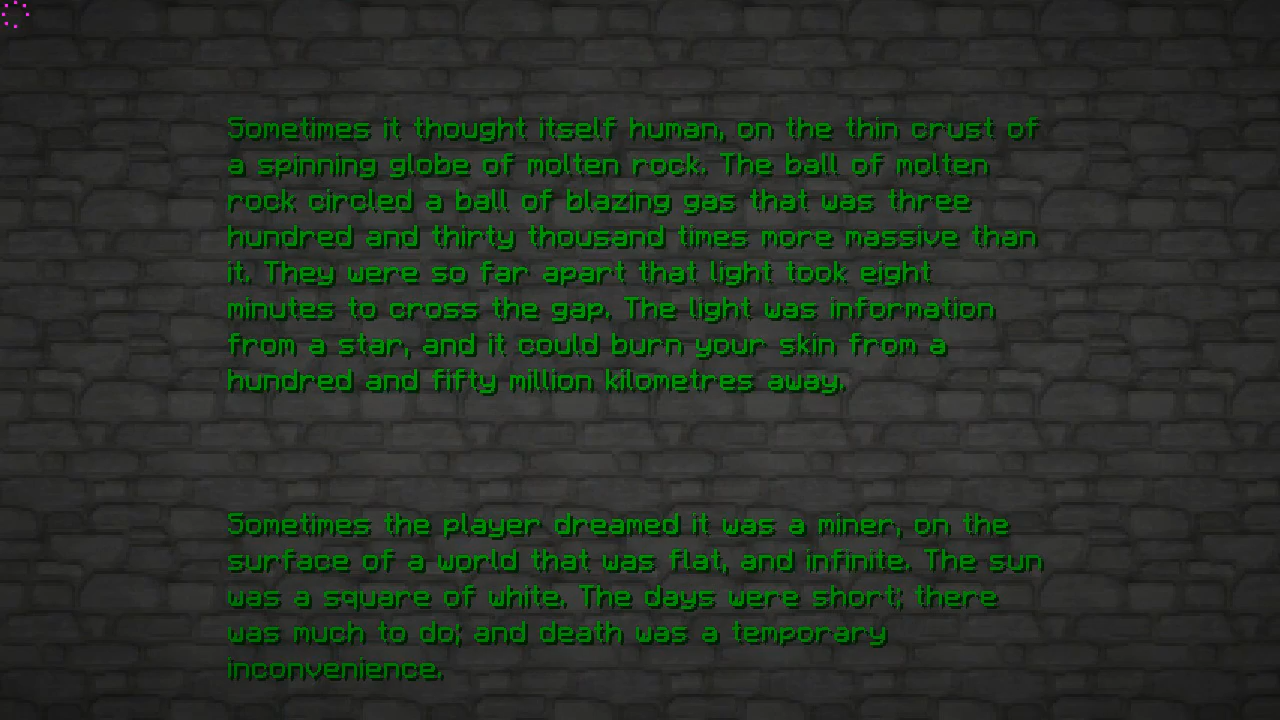 Sometimes it thought itself human, on the thin crust of
a spinning globe of molten rock. The ball of molten
rock circled a ball of blazing gas that was three
hundred and thirty thousand times more massive than
it. They were so far apart that light took eight
minutes to cross the gap. The light was information
from a star, and it could burn your skin from a
hundred and fifty million kilometres away.
Sometimes the player dreamed it was a miner, on the
surface of a world that was flat, and infinite. The sun
was a square of white. The days were short; there
was much to do; and death was a temporary
inconvenience.